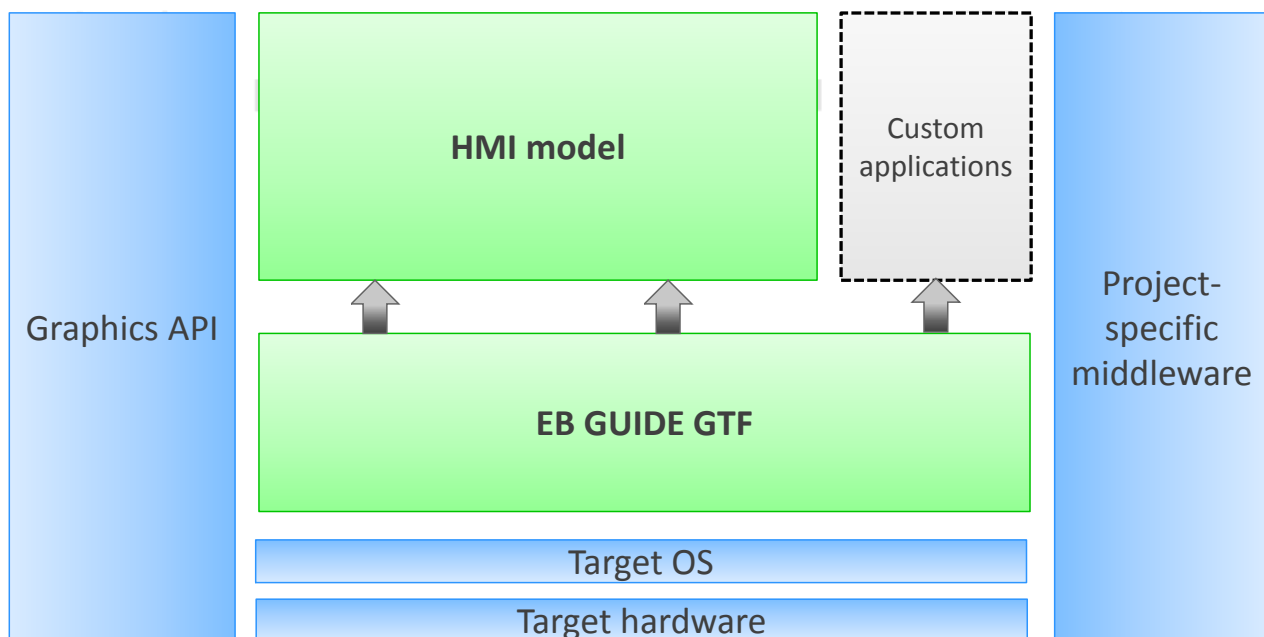 HMI model
Custom
applications
Graphics API
Project-
specific
middleware
EB GUIDE GTF
Target OS
Target hardware